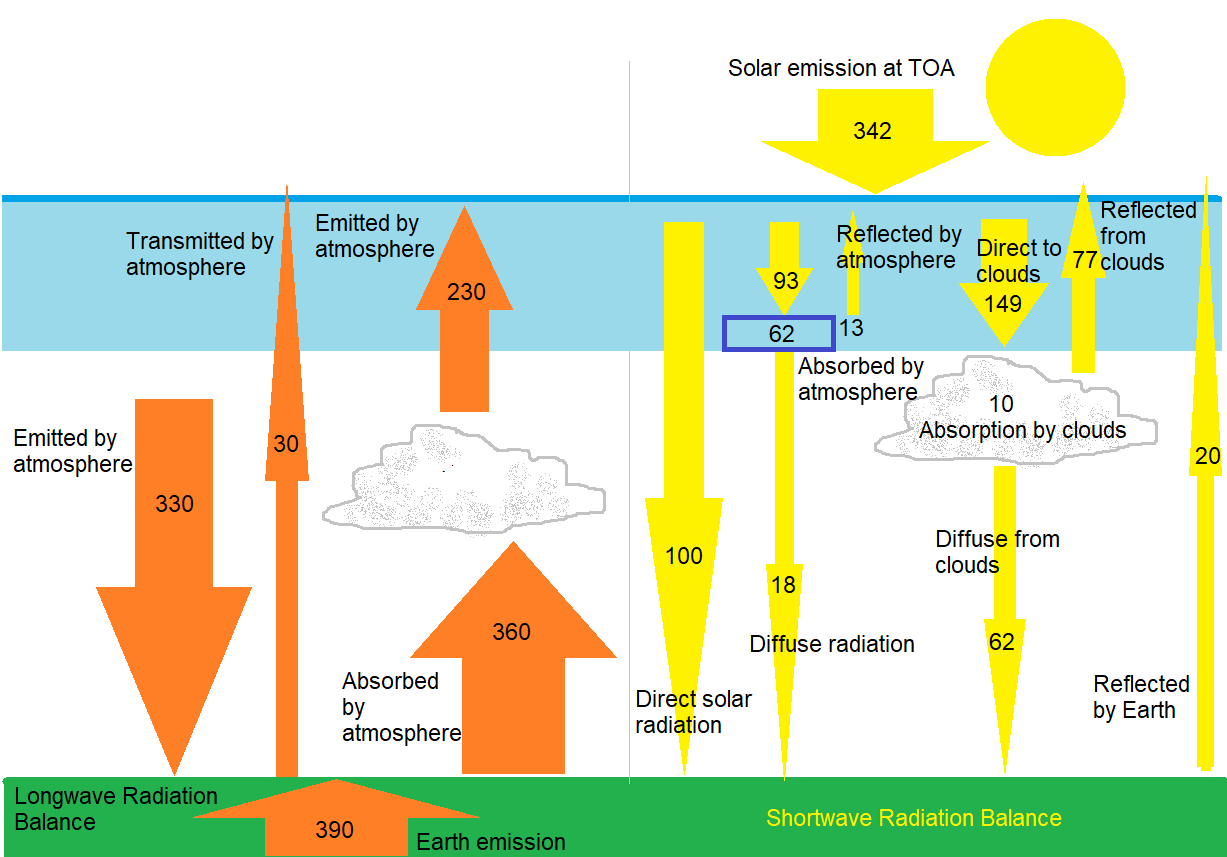 Solar emission at TOA
342
Transmitted by
atmosphere
Emitted by
atmosphere
230
Emitted by
atmosphere
330
30
360
Absorbed
by
atmosphere
Longwave Radiation
Balance
390
Earth emission
93
62
13
Reflected by
atmosphere
Absorbed by
atmosphere
Direct to
clouds
149
77
Reflected
from
clouds
10
Absorption by clouds
20
100
18
Diffuse from
clouds
62
Diffuse radiation
Direct solar
radiation
Reflected
by Earth
Shortwave Radiation Balance